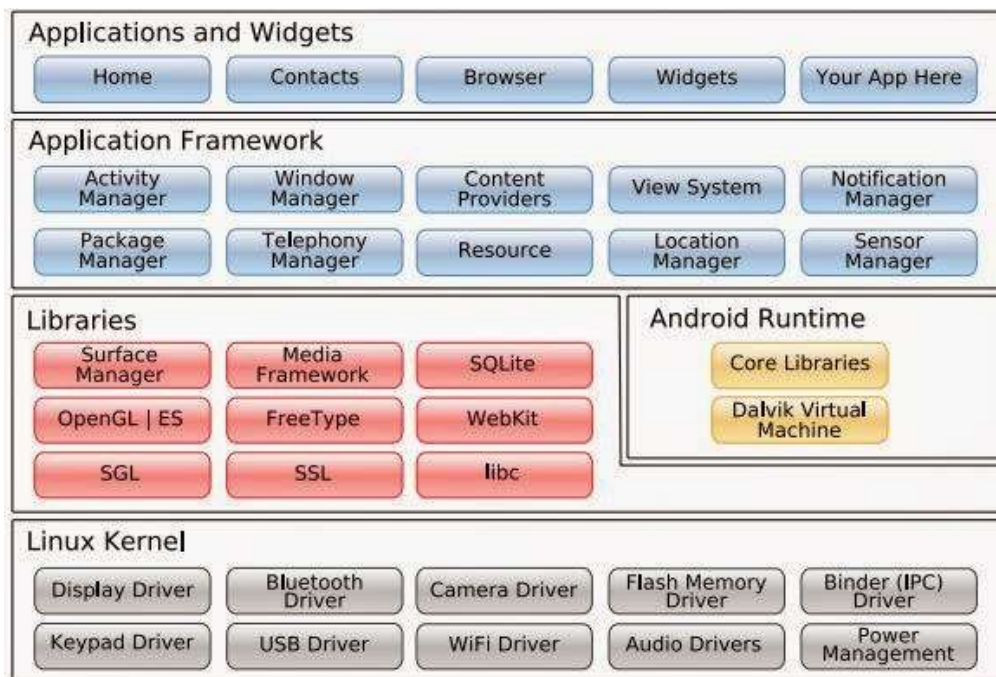 Applications and Widgets
Home
Contacts
Browser
Widgets
Your App Here
Application Framework
Activity
Manager
Window
Manager
Content
Providers
View System
Notification
Manager
Package
Manager
Telephony
Manager
Resource
Location
Manager
Sensor
Manager
Libraries
Surface
Manager
Media
Framework
SQLite
OpenGL | ES
FreeType
WebKit
SGL
SSL
libc
Android Runtime
Core Libraries
Dalvik Virtual
Machine
Linux Kernel
Display Driver
Bluetooth
Driver
Camera Driver
Flash Memory
Driver
Binder (IPC)
Driver
Keypad Driver
USB Driver
WiFi Driver
Audio Drivers
Power
Management